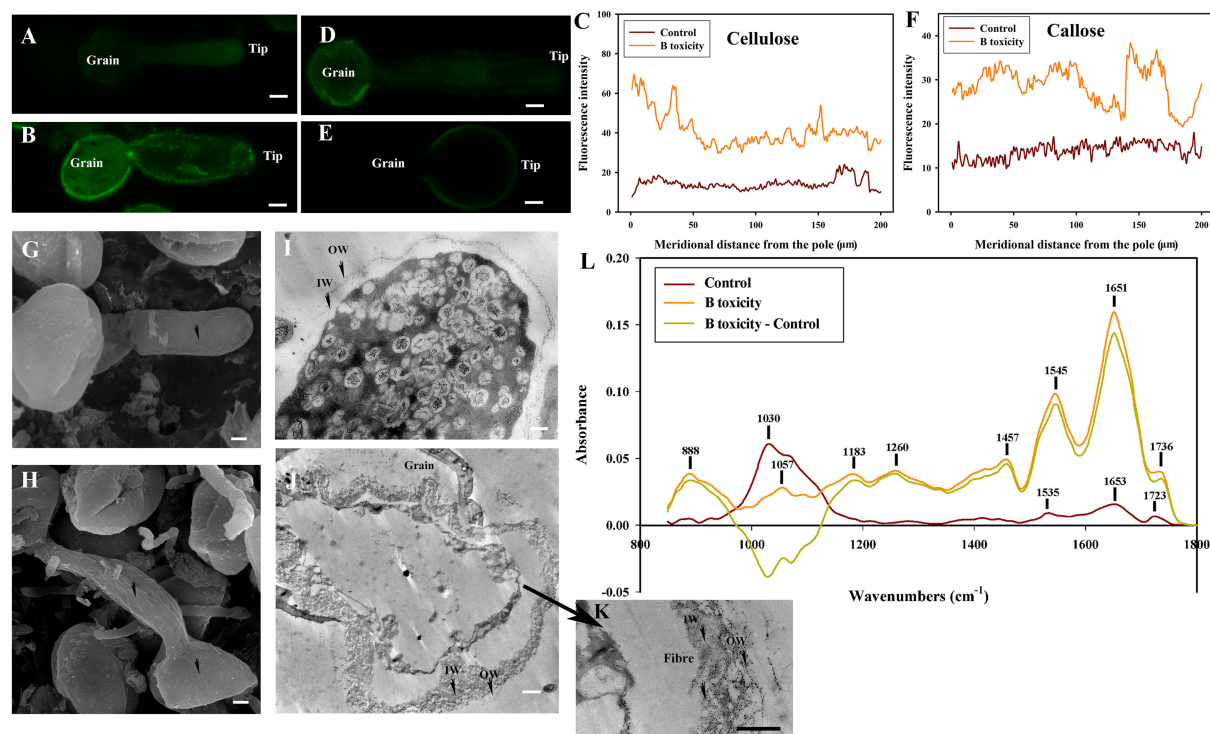 A
Grain
Tip
D
Grain
Tip
B
Grain
Tip
E
Grain
Tip
C
Control
B toxicity
Cellulose
Fluorescence intensity
100
80
60
40
20
0
0
50
100
150
200
Meridional distance from the pole (µm)
F
Control
B toxicity
Callose
Fluorescence intensity
50
40
30
20
10
0
0
50
100
150
200
Meridional distance from the pole (µm)
G
H
I
OW
IW
J
Grain
IW
OW
K
IW
OW
Fibre
L
Control
B toxicity
B toxicity - Control
Absorbance
0.20
0.15
0.10
0.05
0.00
-0.05
888
1030
1057
1183
1260
1457
1545
1651
1736
1535
1653
1723
800
1000
1200
1400
1600
1800
Wavenumbers (cm-1)